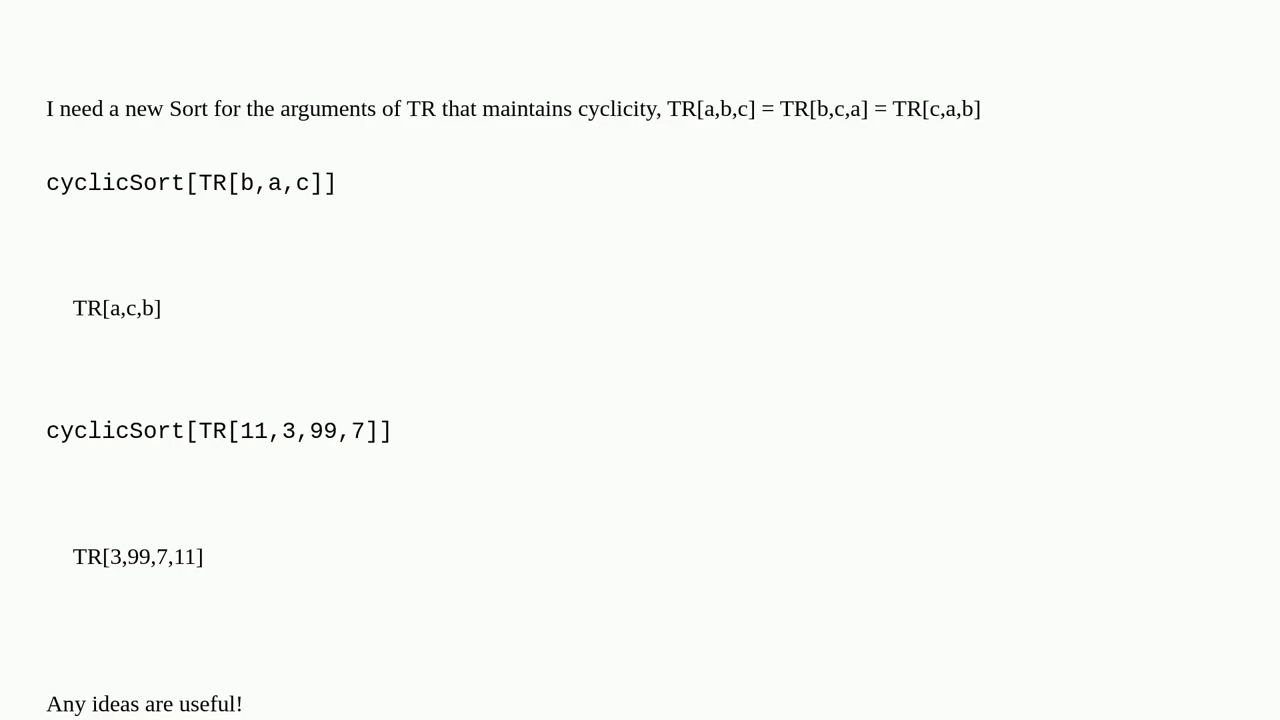 I need a new Sort for the arguments of TR that maintains cyclicity, TR[a,b,c] = TR[b,c,a] = TR[c,a,b]
cyclicSort[TR[b,a,c]]
TR[a,c,b]
cyclicSort[TR[11,3,99,7]]
TR[3,99,7,11]
Any ideas are useful!